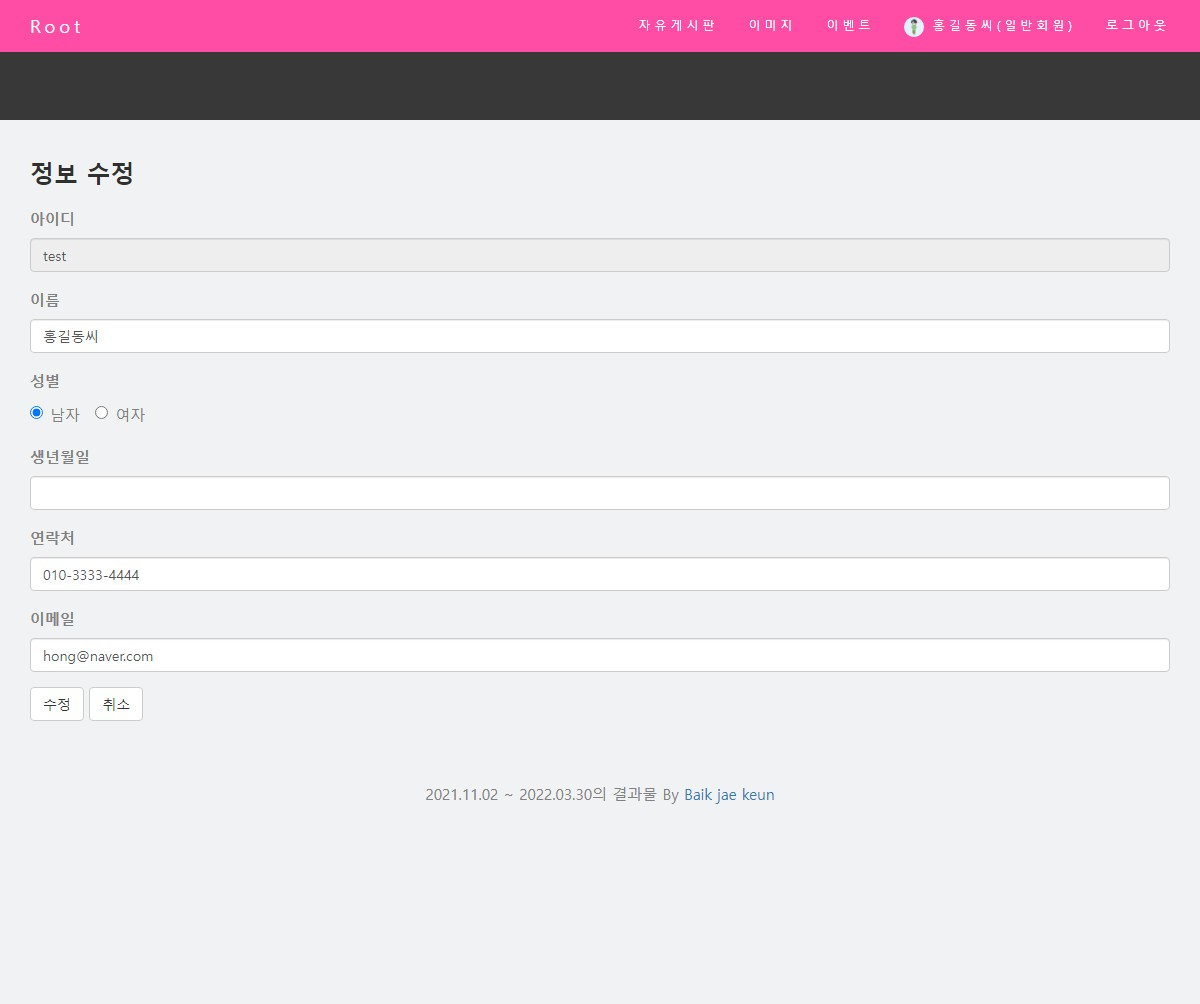 Root 자유게시판 이미지 이벤트 홍길동씨(일반회원) 로그아웃
정보 수정
아이디
test
이름
홍길동씨
성별
남자 여자
생년월일
연락처
010-3333-4444
이메일
hong@naver.com
수정 취소
2021.11.02 ~ 2022.03.30의 결과물 By Baik jae keun